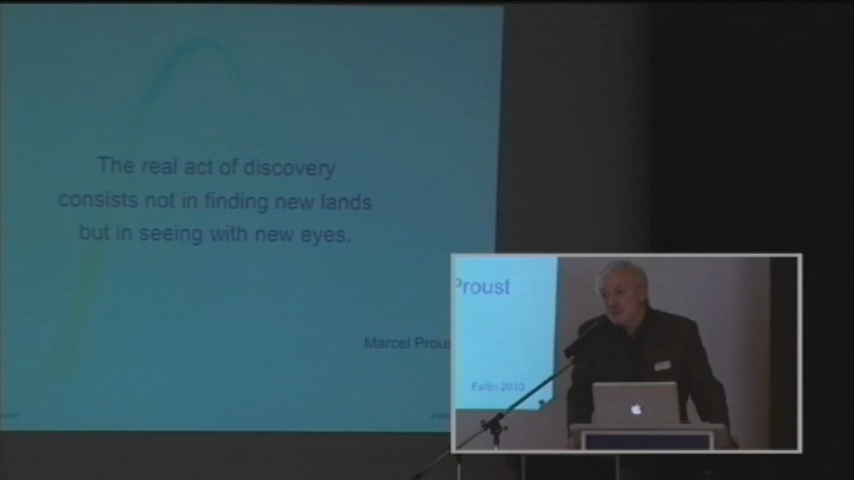 The real act of discovery
consists not in finding new lands
but in seeing with new eyes.
Marcel Prous
Proust
Faltin 2010